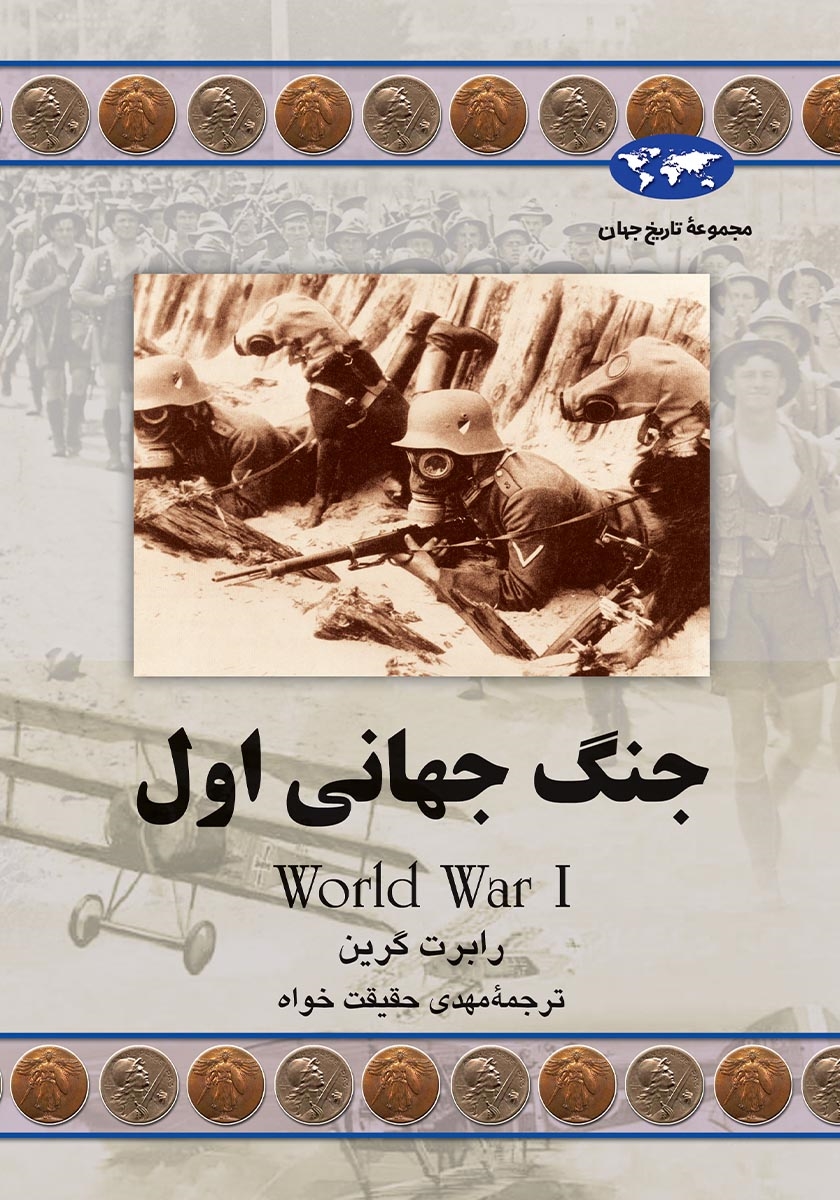 مجموعهٔ تاریخ جهان
جنگ جهانی اول
World War I
رابرت گرین
ترجمهٔ مهدی حقیقت خواه